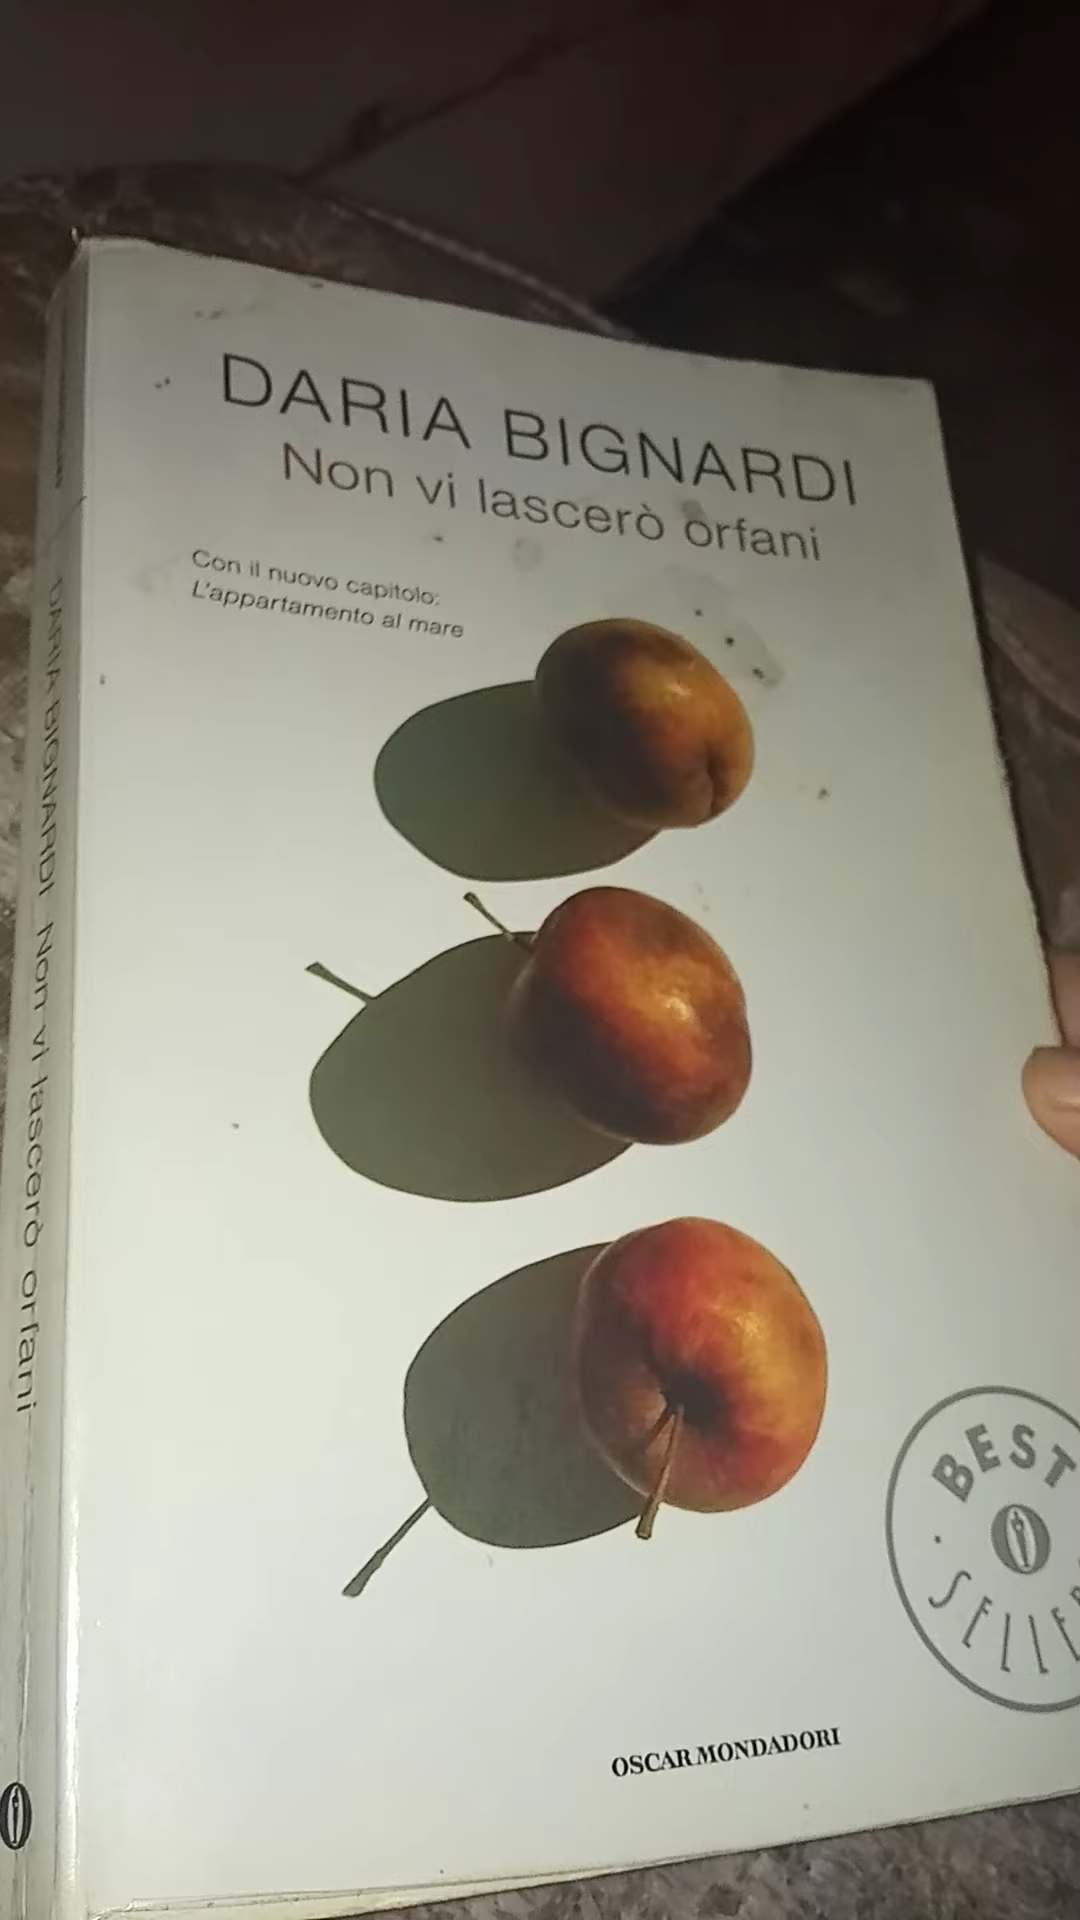 DARIA BIGNARDI
Non vi lascerò orfani
Con il nuovo capitolo:
L'appartamento al mare
BEST
SELLER
OSCAR MONDADORI
DARIA BIGNARDI Non vi lascerò orfani